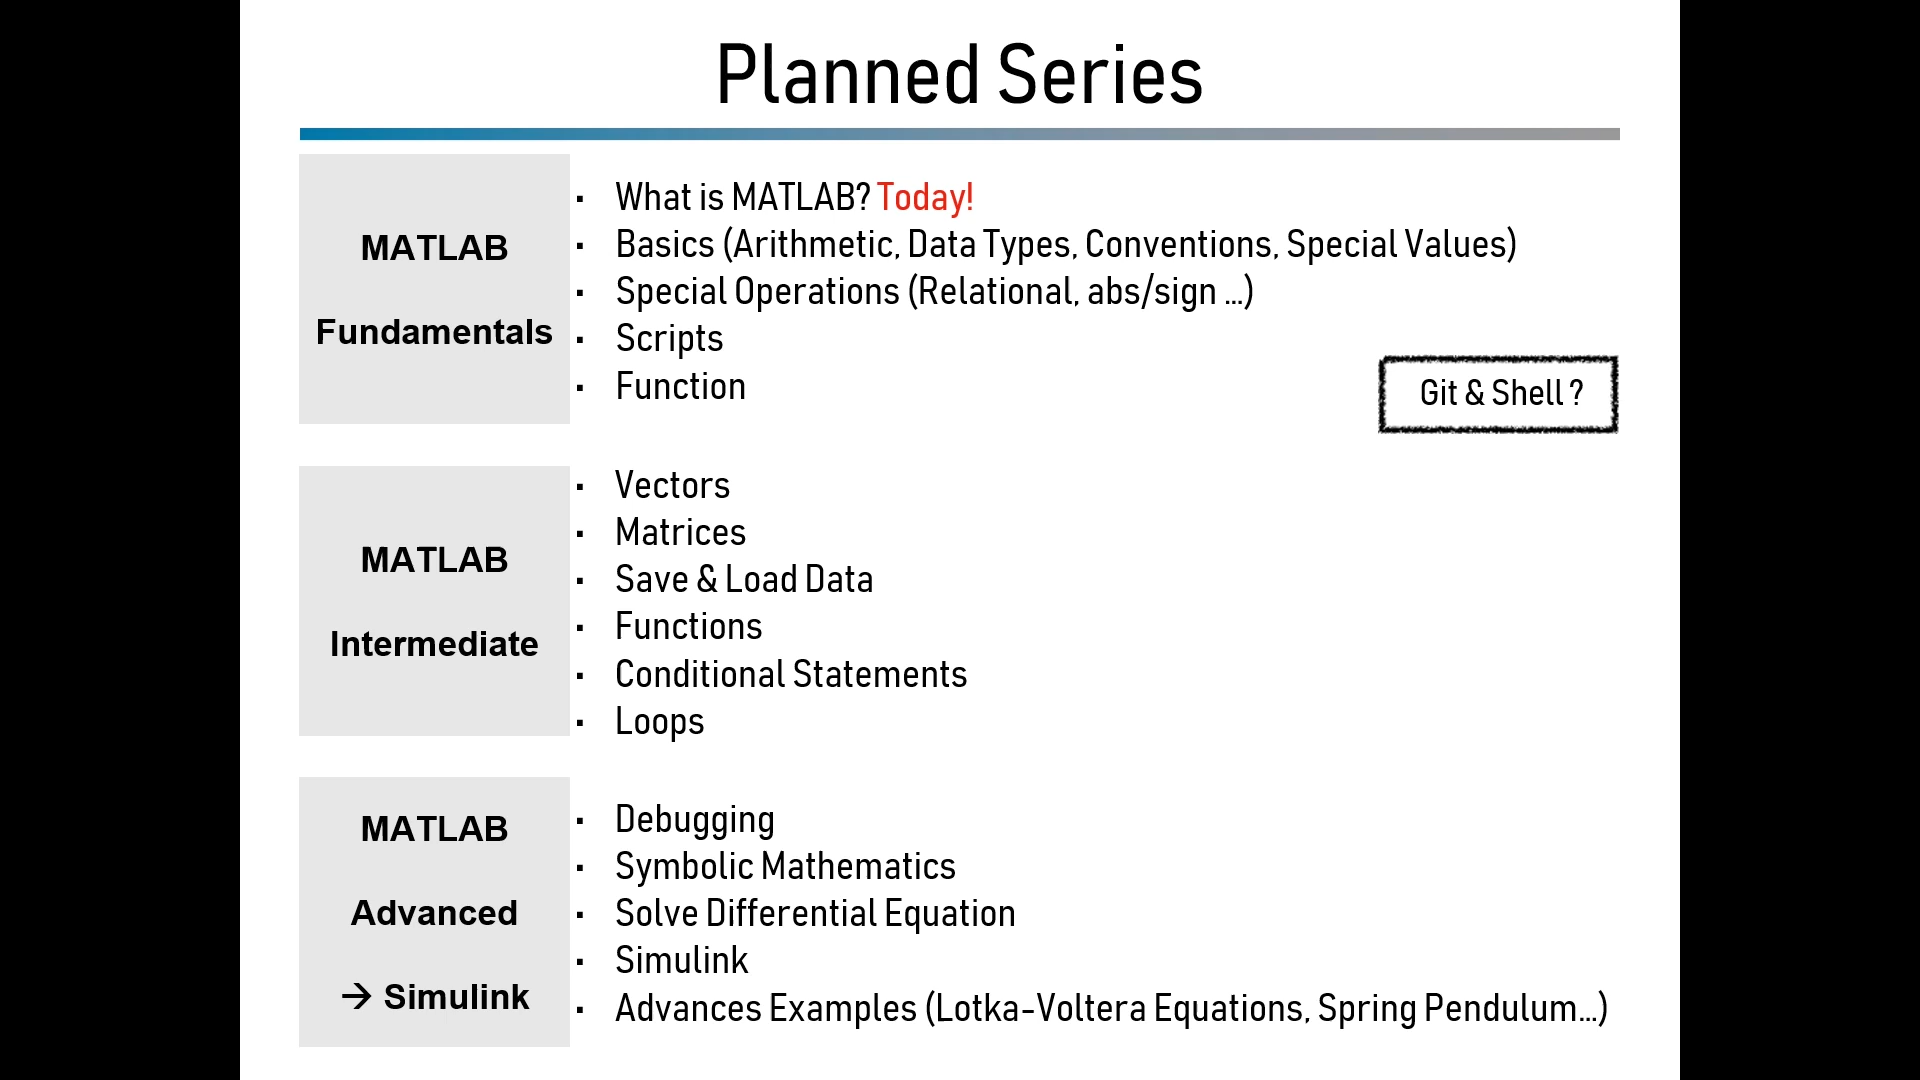 Planned Series
MATLAB
Fundamentals
· What is MATLAB? Today!
· Basics (Arithmetic, Data Types, Conventions, Special Values)
· Special Operations (Relational, abs/sign ...)
· Scripts
· Function
Git & Shell ?
MATLAB
Intermediate
· Vectors
· Matrices
· Save & Load Data
· Functions
· Conditional Statements
· Loops
MATLAB
Advanced
→ Simulink
· Debugging
· Symbolic Mathematics
· Solve Differential Equation
· Simulink
· Advances Examples (Lotka-Voltera Equations, Spring Pendulum...)